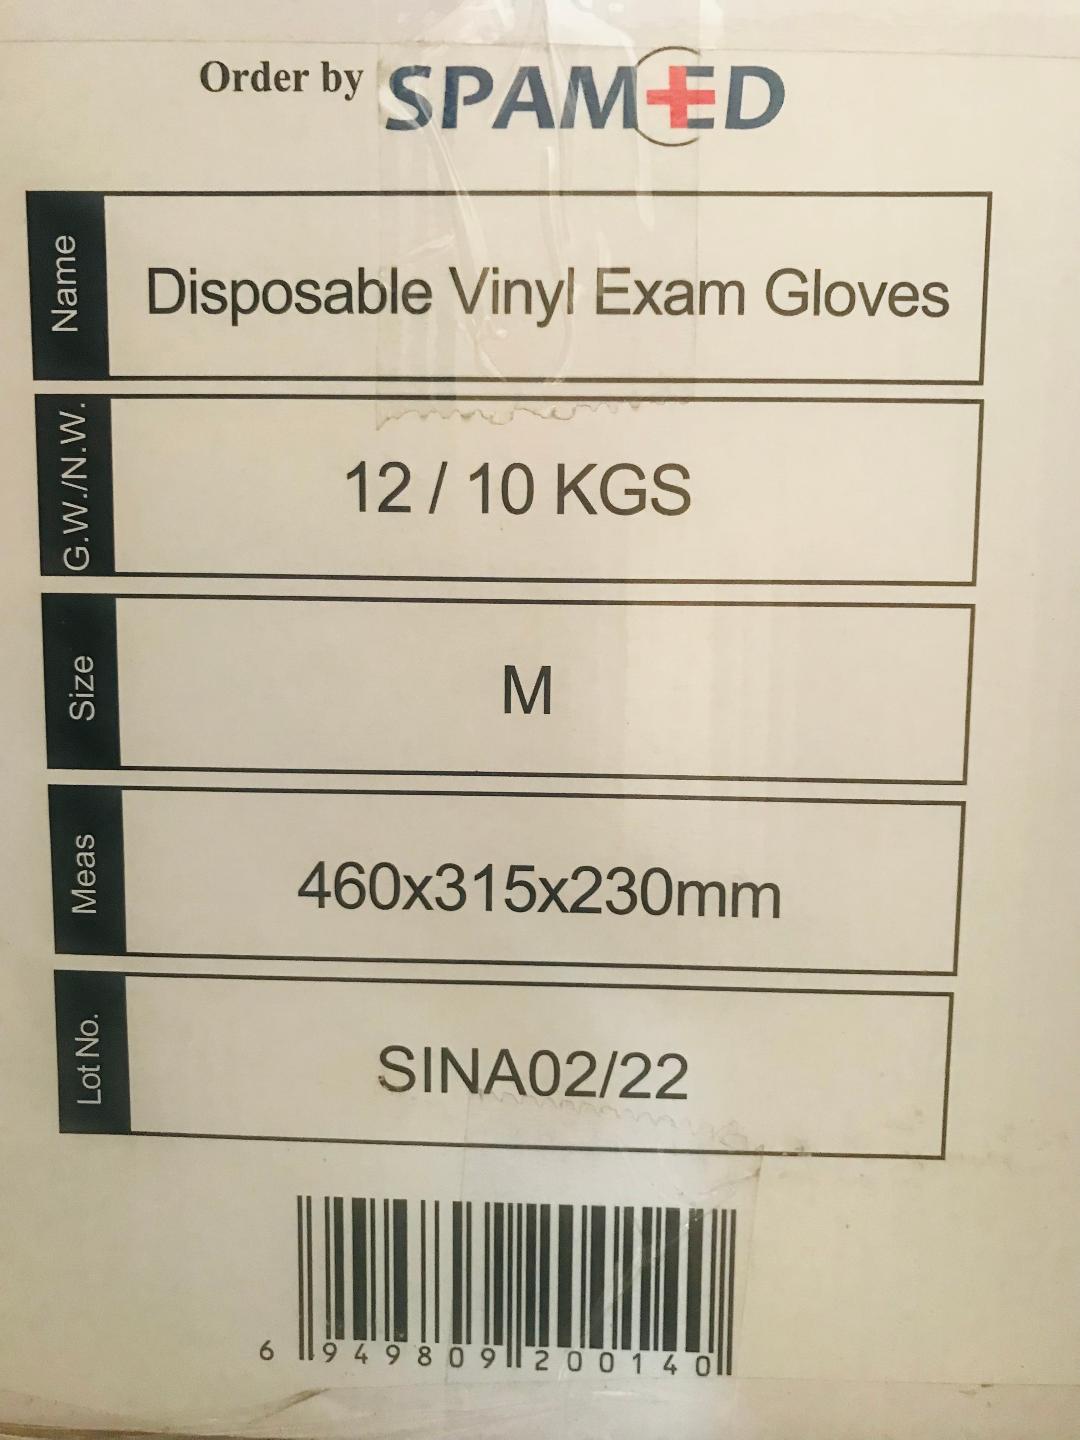 Order by SPAMED
Name
Disposable Vinyl Exam Gloves
G.W./N.W.
12 / 10 KGS
Size
M
Meas
460x315x230mm
Lot No.
SINA02/22
6 949809 200140